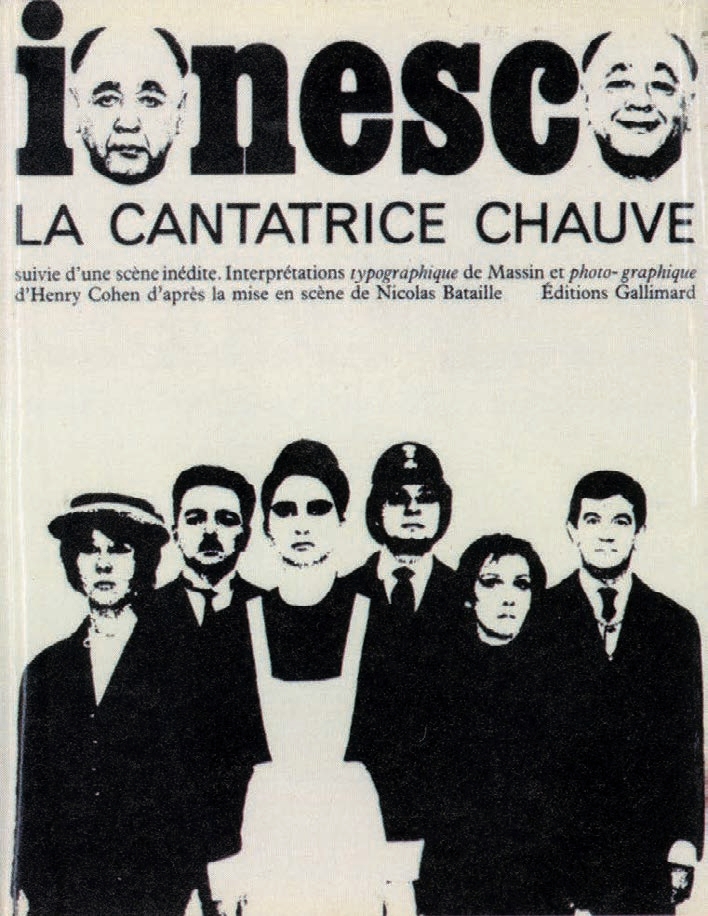 ionesco
LA CANTATRICE CHAUVE
suivie d'une scène inédite. Interprétations typographique de Massin et photo-graphique
d'Henry Cohen d'après la mise en scène de Nicolas Bataille Éditions Gallimard